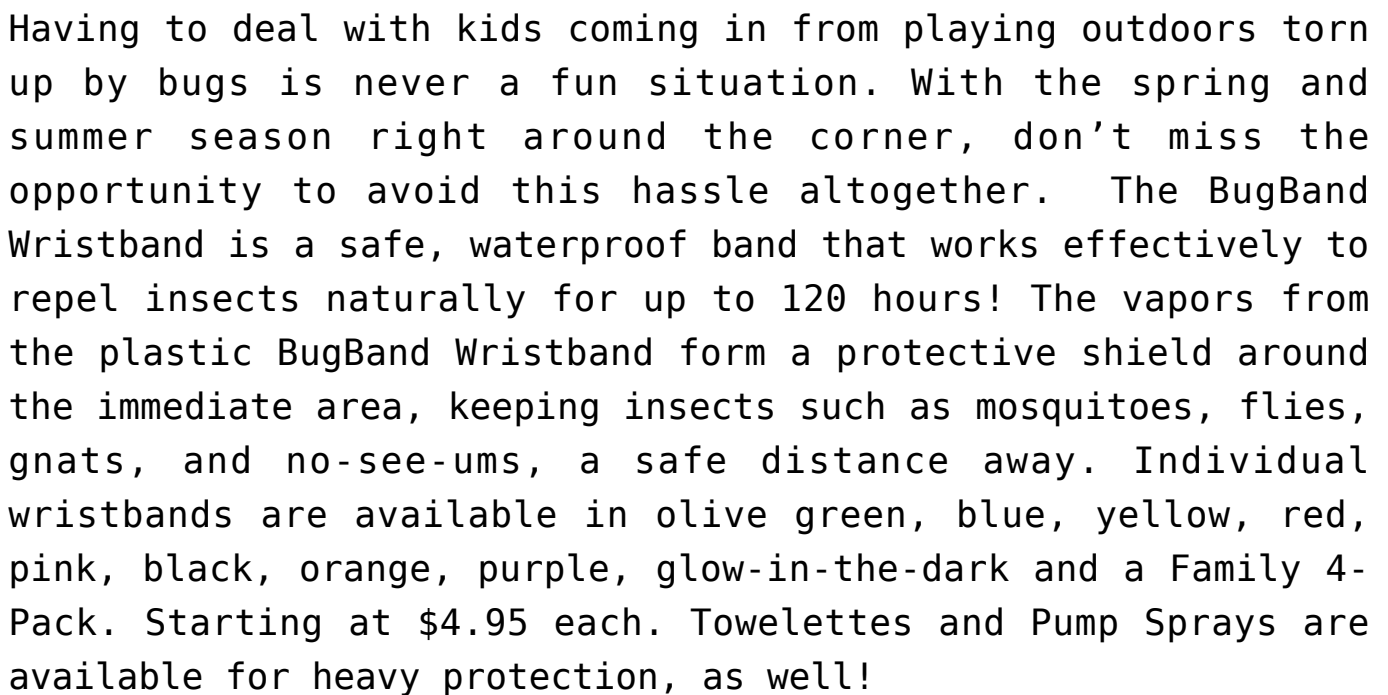 Having to deal with kids coming in from playing outdoors torn
up by bugs is never a fun situation. With the spring and
summer season right around the corner, don’t miss the
opportunity to avoid this hassle altogether.  The BugBand
Wristband is a safe, waterproof band that works effectively to
repel insects naturally for up to 120 hours! The vapors from
the plastic BugBand Wristband form a protective shield around
the immediate area, keeping insects such as mosquitoes, flies,
gnats, and no-see-ums, a safe distance away. Individual
wristbands are available in olive green, blue, yellow, red,
pink, black, orange, purple, glow-in-the-dark and a Family 4-
Pack. Starting at $4.95 each. Towelettes and Pump Sprays are
available for heavy protection, as well!